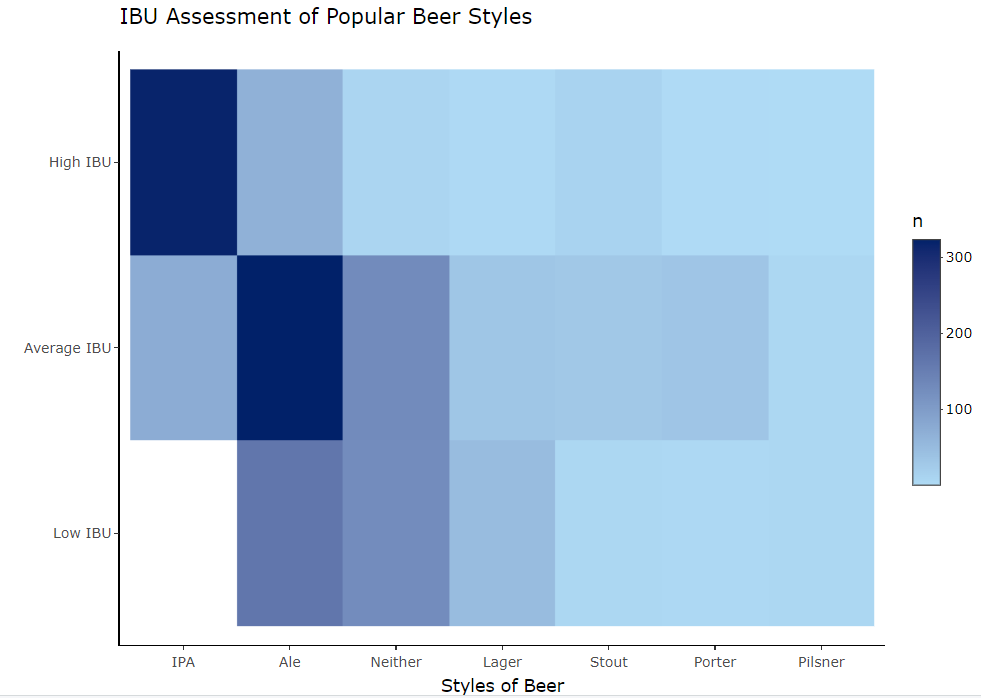 IBU Assessment of Popular Beer Styles
High IBU
Average IBU
Low IBU
IPA Ale Neither Lager Stout Porter Pilsner
Styles of Beer
n
300
200
100